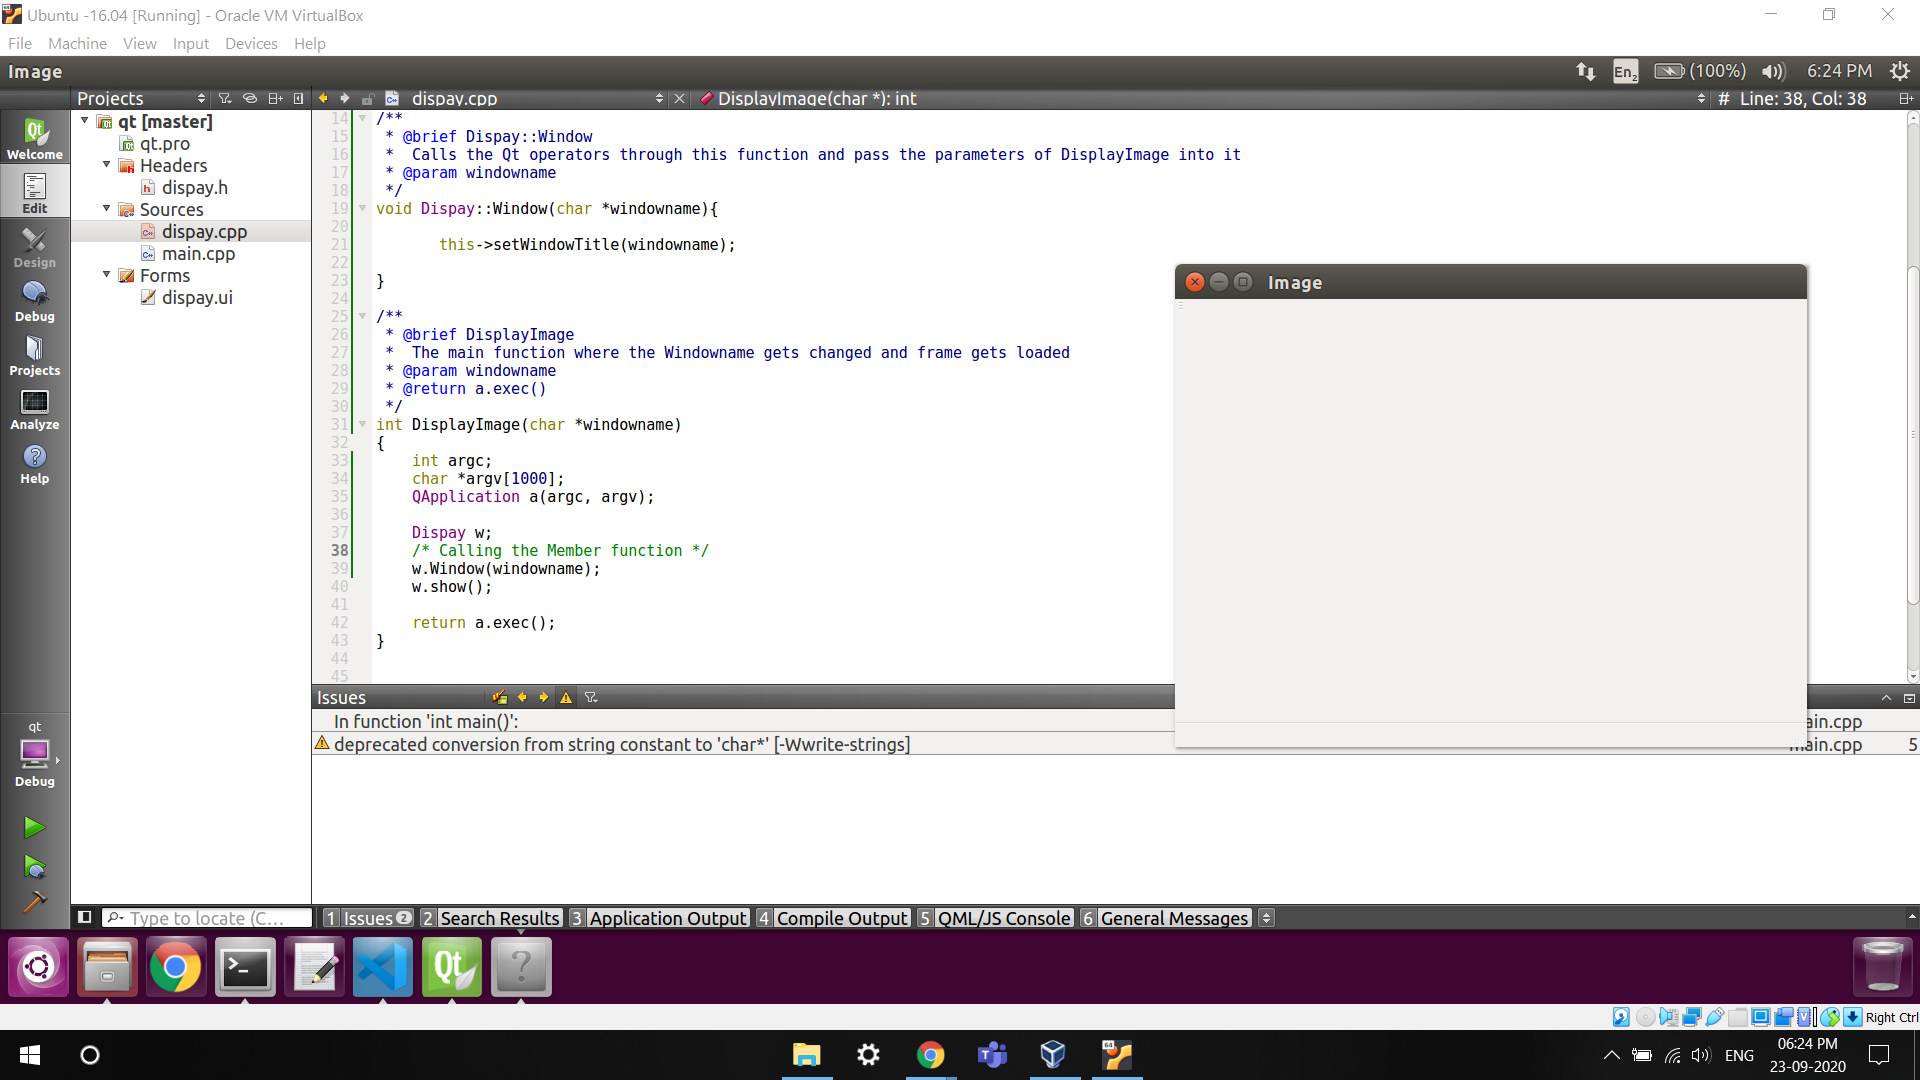 Ubuntu -16.04 [Running] - Oracle VM VirtualBox
File Machine View Input Devices Help
Image
En2 (100%) 6:24 PM
Projects
dispay.cpp
DisplayImage(char *): int
# Line: 38, Col: 38
Welcome
Edit
Design
Debug
Projects
Analyze
Help
qt
Debug
qt [master]
qt.pro
Headers
dispay.h
Sources
dispay.cpp
main.cpp
Forms
dispay.ui
14 /**
15 * @brief Dispay::Window
16 * Calls the Qt operators through this function and pass the parameters of DisplayImage into it
17 * @param windowname
18 */
19 void Dispay::Window(char *windowname){
20
21 this->setWindowTitle(windowname);
22
23 }
24
25 /**
26 * @brief DisplayImage
27 * The main function where the Windowname gets changed and frame gets loaded
28 * @param windowname
29 * @return a.exec()
30 */
31 int DisplayImage(char *windowname)
32 {
33 int argc;
34 char *argv[1000];
35 QApplication a(argc, argv);
36
37 Dispay w;
38 /* Calling the Member function */
39 w.Window(windowname);
40 w.show();
41
42 return a.exec();
43 }
44
45
Image
Issues
In function 'int main()': ain.cpp
deprecated conversion from string constant to 'char*' [-Wwrite-strings] main.cpp 5
Type to locate (C...
1 Issues 2
2 Search Results
3 Application Output
4 Compile Output
5 QML/JS Console
6 General Messages
Qt
Right Ctrl
64
ENG
06:24 PM
23-09-2020